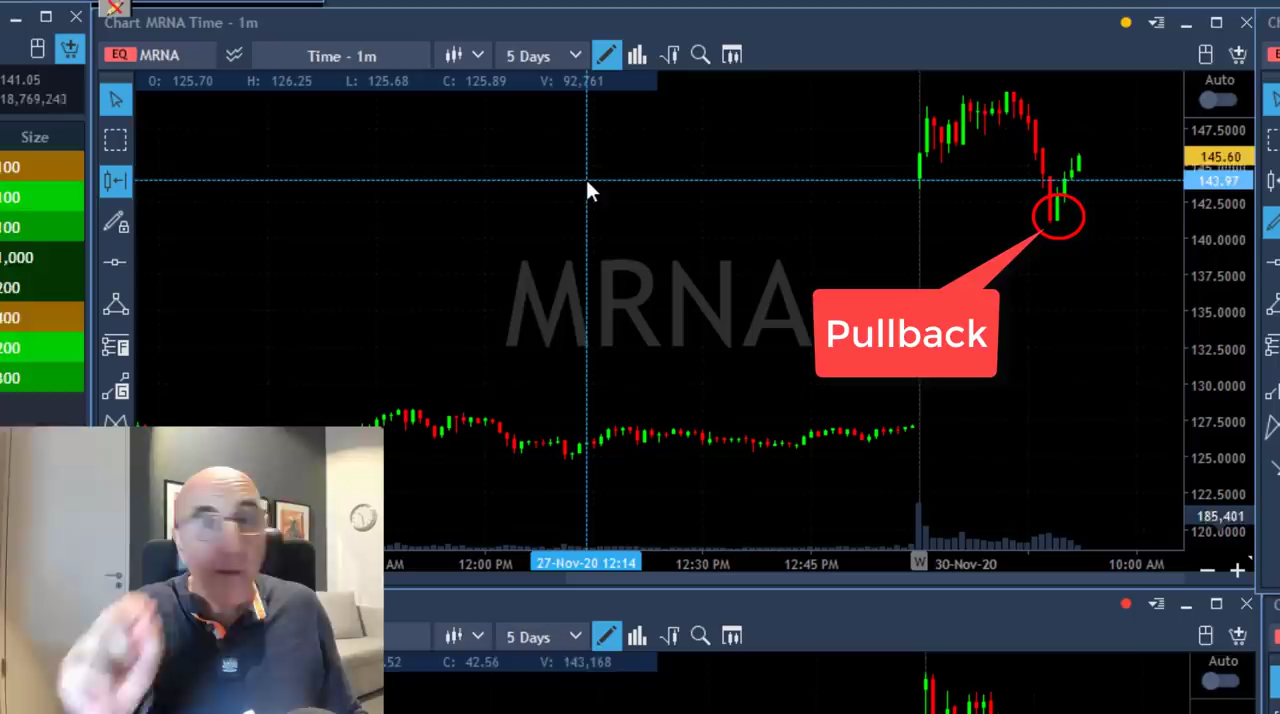 Chart MRNA Time - 1m
EQ MRNA
Time - 1m
5 Days
O: 125.70 H: 126.25 L: 125.68 C: 125.89 V: 92,761
141.05
Size
100
100
100
1,000
200
400
200
300
Auto
147.5000
145.60
143.97
142.5000
140.0000
137.5000
135.0000
132.5000
130.0000
127.5000
125.0000
122.5000
185,401
120.0000
MRNA
Pullback
AM
12:00 PM
27-Nov-20 12:14
12:30 PM
12:45 PM
W
30-Nov-20
10:00 AM
5 Days
.52 C: 42.56 V: 143,168
Auto
F
G